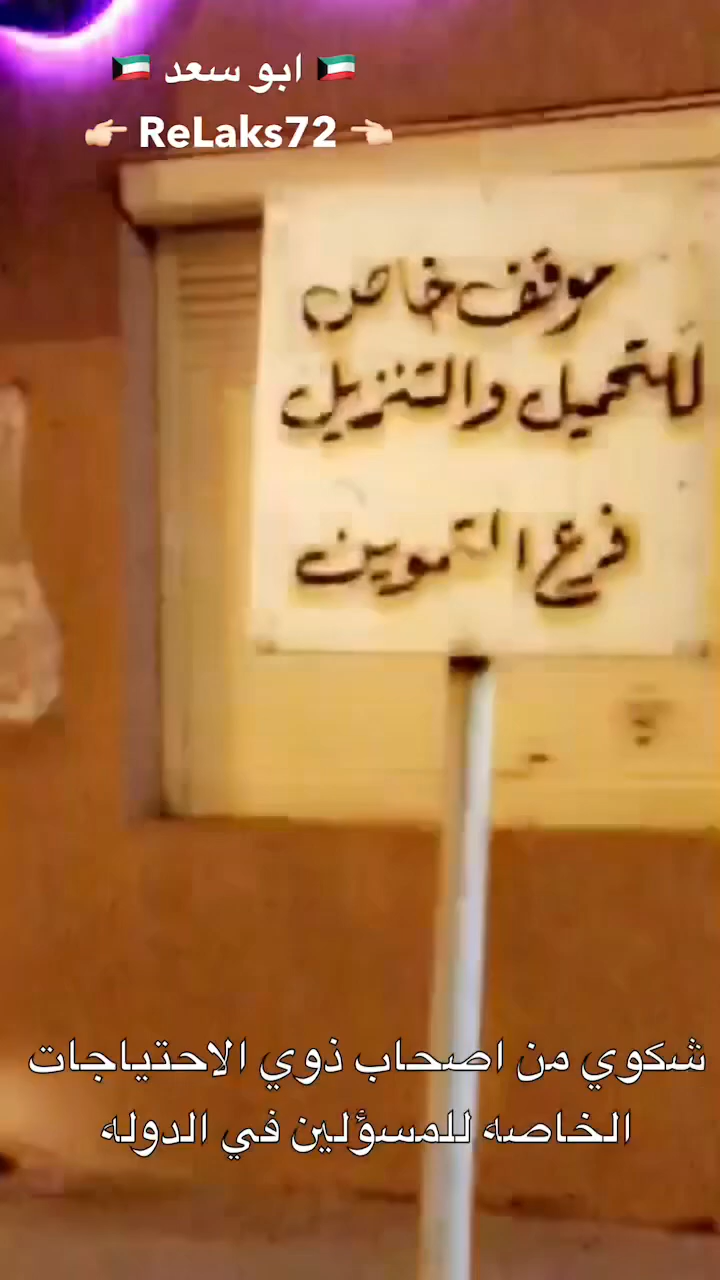 🇰🇼 ابو سعد 🇰🇼
👉🏻 ReLaks72 👈🏻
موقف خاص
للتحميل والتنزيل
فرع التموين
شكوي من اصحاب ذوي الاحتياجات
الخاصه للمسؤلين في الدوله